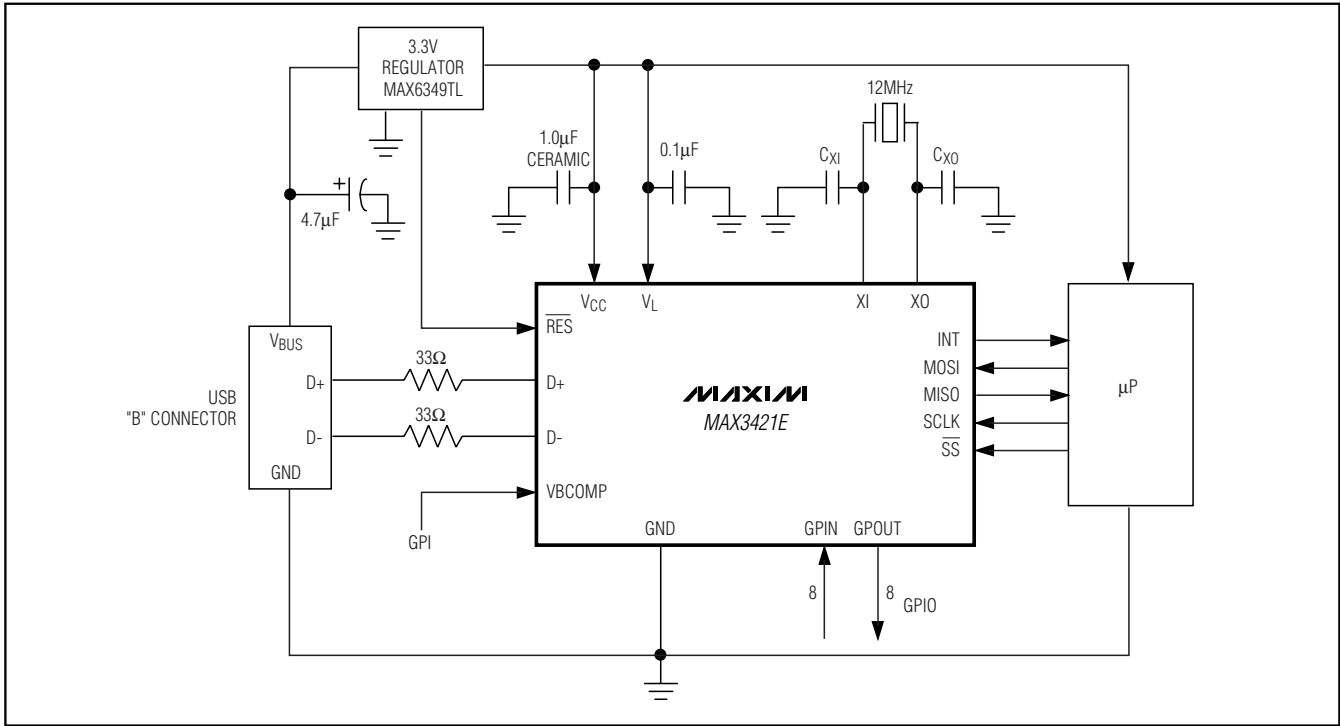 3.3V
REGULATOR
MAX6349TL
12MHz
1.0µF
CERAMIC
0.1µF
CXI
CXO
+
4.7µF
VCC
VL
XI
XO
RES
VBUS
INT
33Ω
MOSI
USB
"B" CONNECTOR
D+
D+
MAXIM
MAX3421E
MISO
µP
33Ω
SCLK
D-
D-
SS
GND
VBCOMP
GPI
GND
GPIN
GPOUT
8
8
GPIO